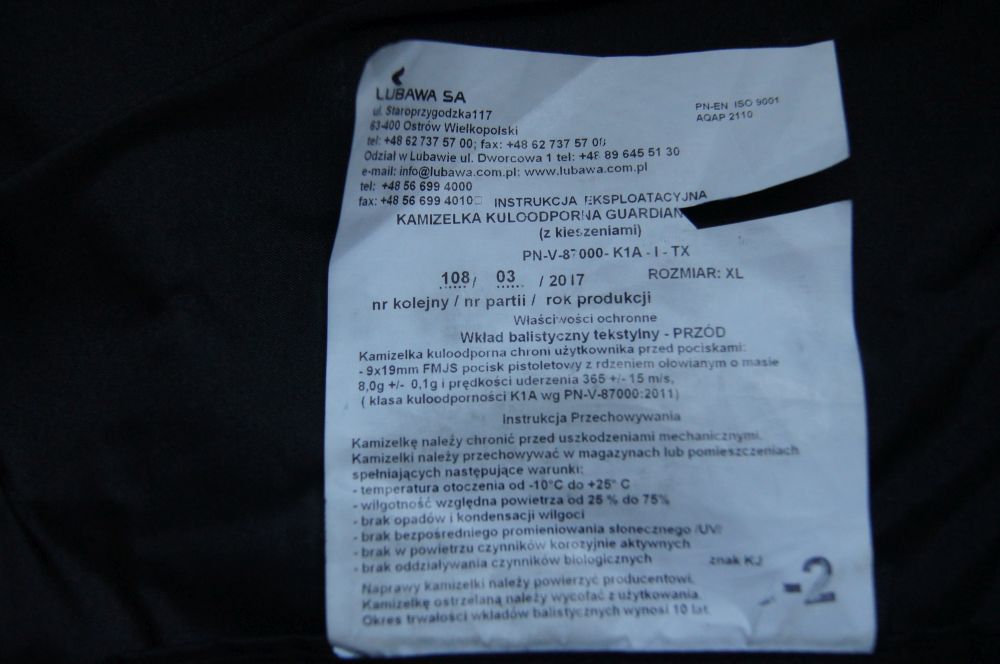 LUBAWA SA
ul. Staroprzygodzka117
63-400 Ostrów Wielkopolski
tel: +48 62 737 57 00; fax: +48 62 737 57 00
Odział w Lubawie ul. Dworcowa 1 tel: +48 89 645 51 30
e-mail: info@lubawa.com.pl: www.lubawa.com.pl
tel: +48 56 699 4000
fax: +48 56 699 4010
PN-EN ISO 9001
AQAP 2110
INSTRUKCJA EKSPLOATACYJNA
KAMIZELKA KULOODPORNA GUARDIAN
(z kieszeniami)
PN-V-87000- K1A - I - TX
108 / 03 / 2017 ROZMIAR: XL
nr kolejny / nr partii / rok produkcji
Właściwości ochronne
Wkład balistyczny tekstylny - PRZÓD
Kamizelka kuloodporna chroni użytkownika przed pociskami:
- 9x19mm FMJS pocisk pistoletowy z rdzeniem ołowianym o masie
8,0g +/- 0,1g i prędkości uderzenia 365 +/- 15 m/s,
( klasa kuloodporności K1A wg PN-V-87000:2011)
Instrukcja Przechowywania
Kamizelkę należy chronić przed uszkodzeniami mechanicznymi.
Kamizelki należy przechowywać w magazynach lub pomieszczeniach
spełniających następujące warunki:
- temperatura otoczenia od -10°C do +25° C
- wilgotność względna powietrza od 25 % do 75%
- brak opadów i kondensacji wilgoci
- brak bezpośredniego promieniowania słonecznego /UV/
- brak w powietrzu czynników korozyjnie aktywnych
- brak oddziaływania czynników biologicznych
znak KJ
-2
Naprawy kamizelki należy powierzyć producentowi.
Kamizelkę ostrzelaną należy wycofać z użytkowania.
Okres trwałości wkładów balistycznych wynosi 10 lat